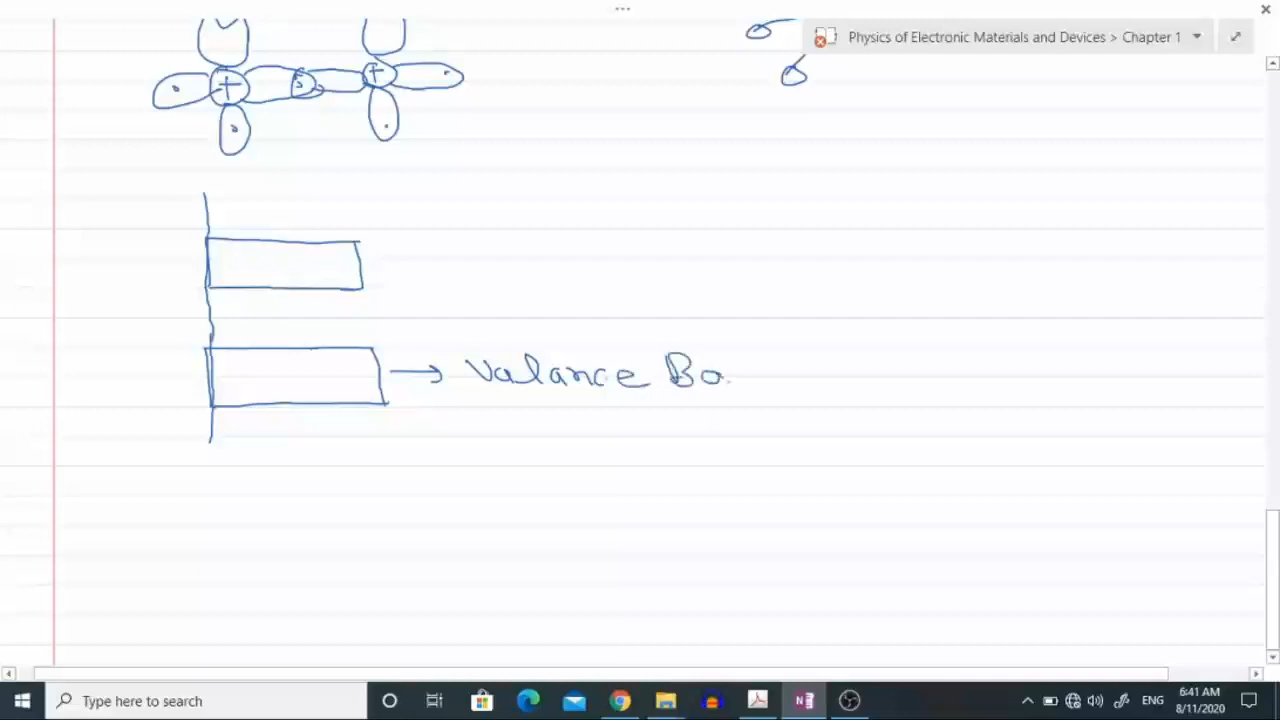 Physics of Electronic Materials and Devices > Chapter 1
→ Valance Ba
Type here to search
ENG
6:41 AM
8/11/2020